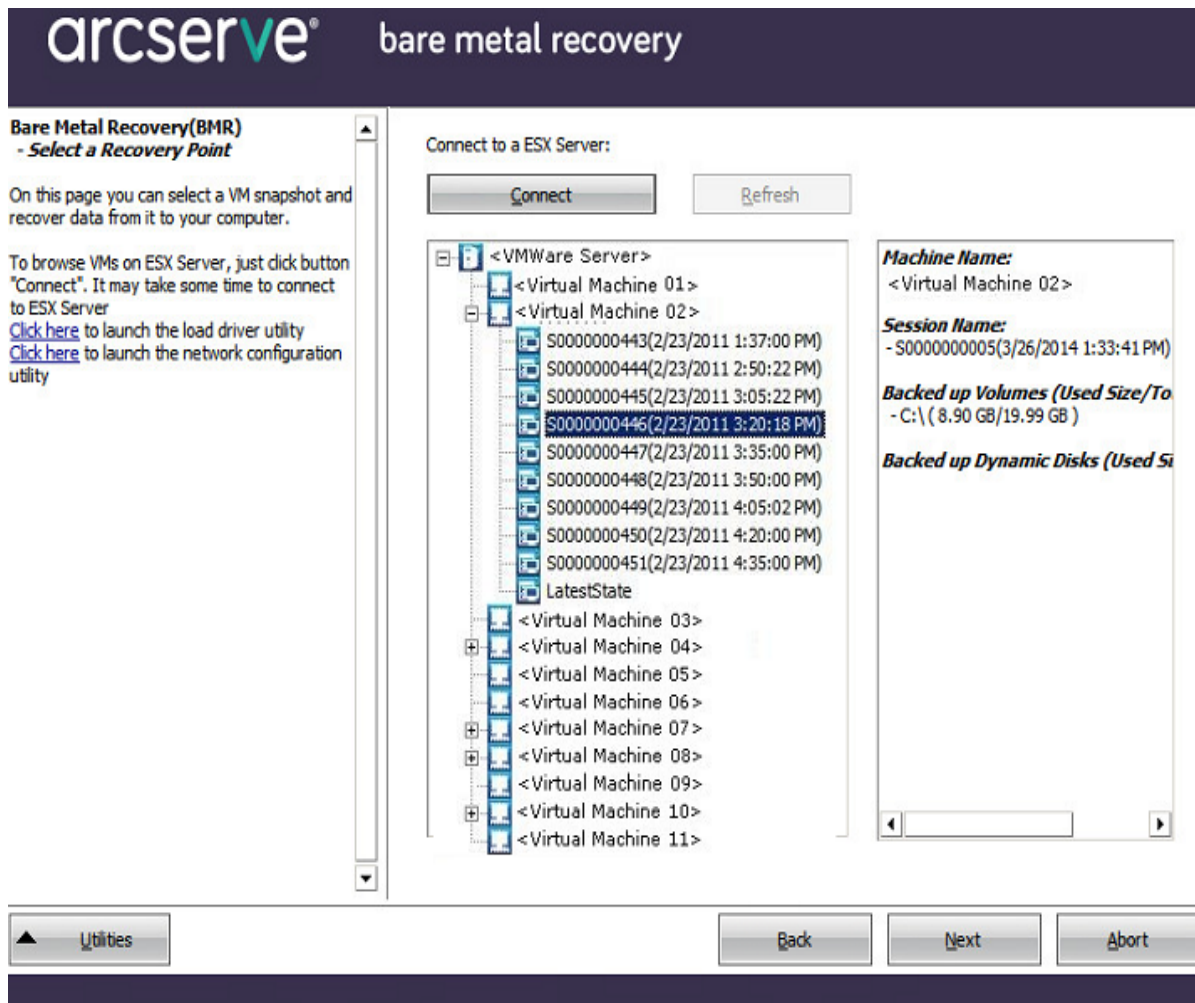 arcserve® bare metal recovery
Bare Metal Recovery(BMR)
- Select a Recovery Point
On this page you can select a VM snapshot and
recover data from it to your computer.
To browse VMs on ESX Server, just click button
"Connect". It may take some time to connect
to ESX Server
Click here to launch the load driver utility
Click here to launch the network configuration
utility
Connect to a ESX Server:
Connect
Refresh
<VMWare Server>
<Virtual Machine 01>
<Virtual Machine 02>
S0000000443(2/23/2011 1:37:00 PM)
S0000000444(2/23/2011 2:50:22 PM)
S0000000445(2/23/2011 3:05:22 PM)
S0000000446(2/23/2011 3:20:18 PM)
S0000000447(2/23/2011 3:35:00 PM)
S0000000448(2/23/2011 3:50:00 PM)
S0000000449(2/23/2011 4:05:02 PM)
S0000000450(2/23/2011 4:20:00 PM)
S0000000451(2/23/2011 4:35:00 PM)
LatestState
<Virtual Machine 03>
<Virtual Machine 04>
<Virtual Machine 05>
<Virtual Machine 06>
<Virtual Machine 07>
<Virtual Machine 08>
<Virtual Machine 09>
<Virtual Machine 10>
<Virtual Machine 11>
Machine Name:
<Virtual Machine 02>
Session Name:
- S0000000005(3/26/2014 1:33:41 PM)
Backed up Volumes (Used Size/To
- C:\ ( 8.90 GB/19.99 GB )
Backed up Dynamic Disks (Used Si
Utilities
Back
Next
Abort